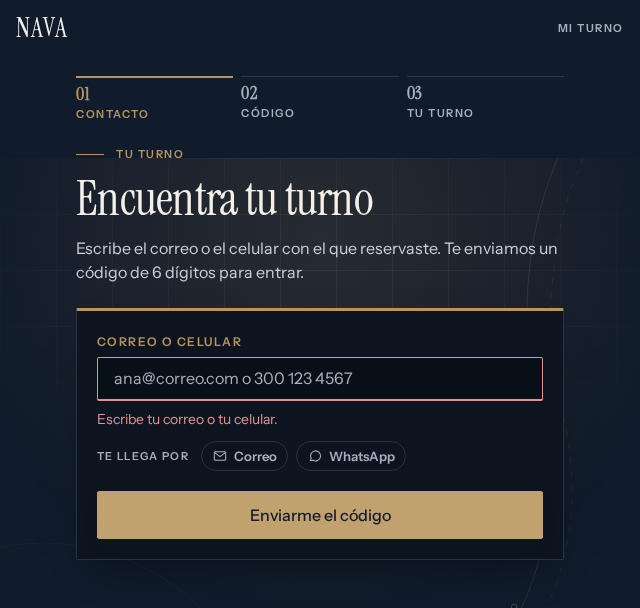 NAVA
MI TURNO
01
CONTACTO
02
CÓDIGO
03
TU TURNO
TU TURNO
Encuentra tu turno
Escribe el correo o el celular con el que reservaste. Te enviamos un
código de 6 dígitos para entrar.
CORREO O CELULAR
ana@correo.com o 300 123 4567
Escribe tu correo o tu celular.
TE LLEGA POR
Correo
WhatsApp
Enviarme el código